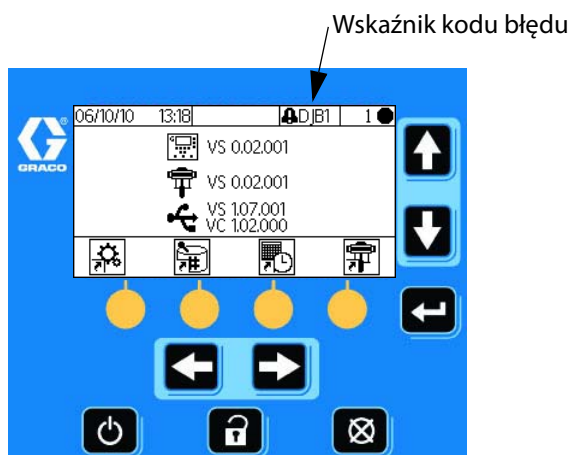 Wskaźnik kodu błędu
06/10/10 13:18 DJB1 1
GRACO
VS 0.02.001
VS 0.02.001
VS 1.07.001
VC 1.02.000
#